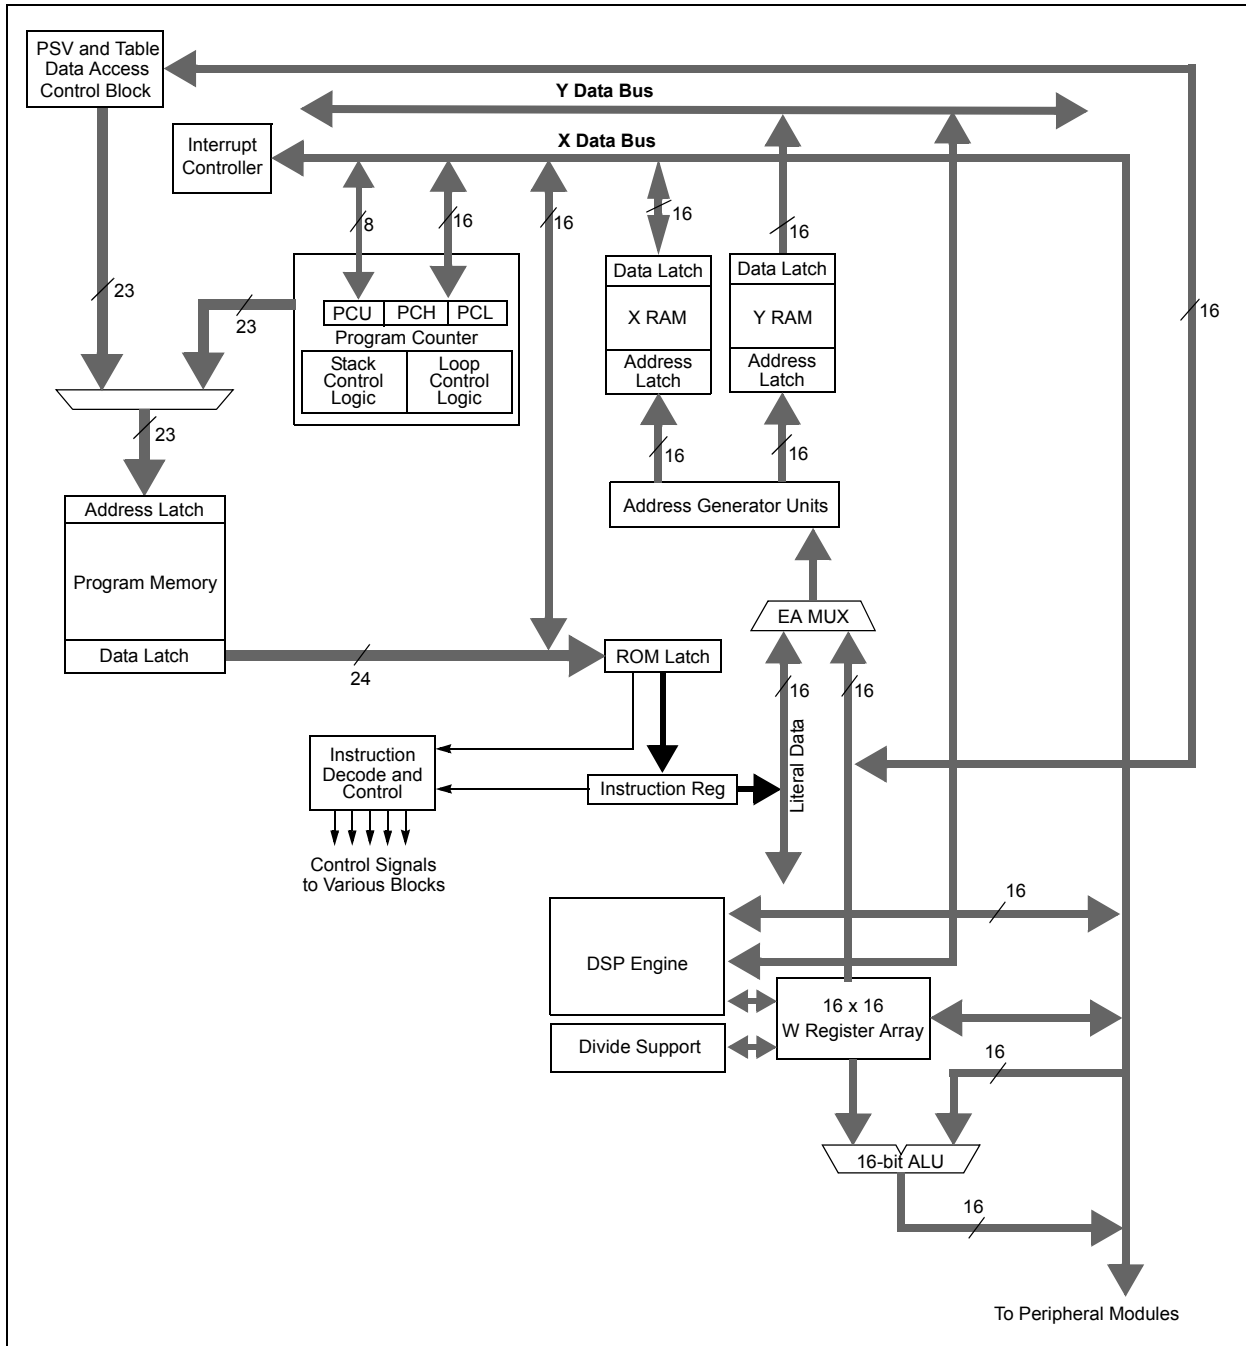 PSV and Table
Data Access
Control Block
Y Data Bus
Interrupt
Controller
X Data Bus
8
16
16
16
16
23
23
16
PCU
PCH
PCL
Program Counter
Stack
Control
Logic
Loop
Control
Logic
Data Latch
X RAM
Address
Latch
Data Latch
Y RAM
Address
Latch
23
16
16
Address Latch
Program Memory
Data Latch
Address Generator Units
EA MUX
24
ROM Latch
16
16
Literal Data
Instruction
Decode and
Control
Instruction Reg
Control Signals
to Various Blocks
16
DSP Engine
16 x 16
W Register Array
Divide Support
16
16-bit ALU
16
To Peripheral Modules